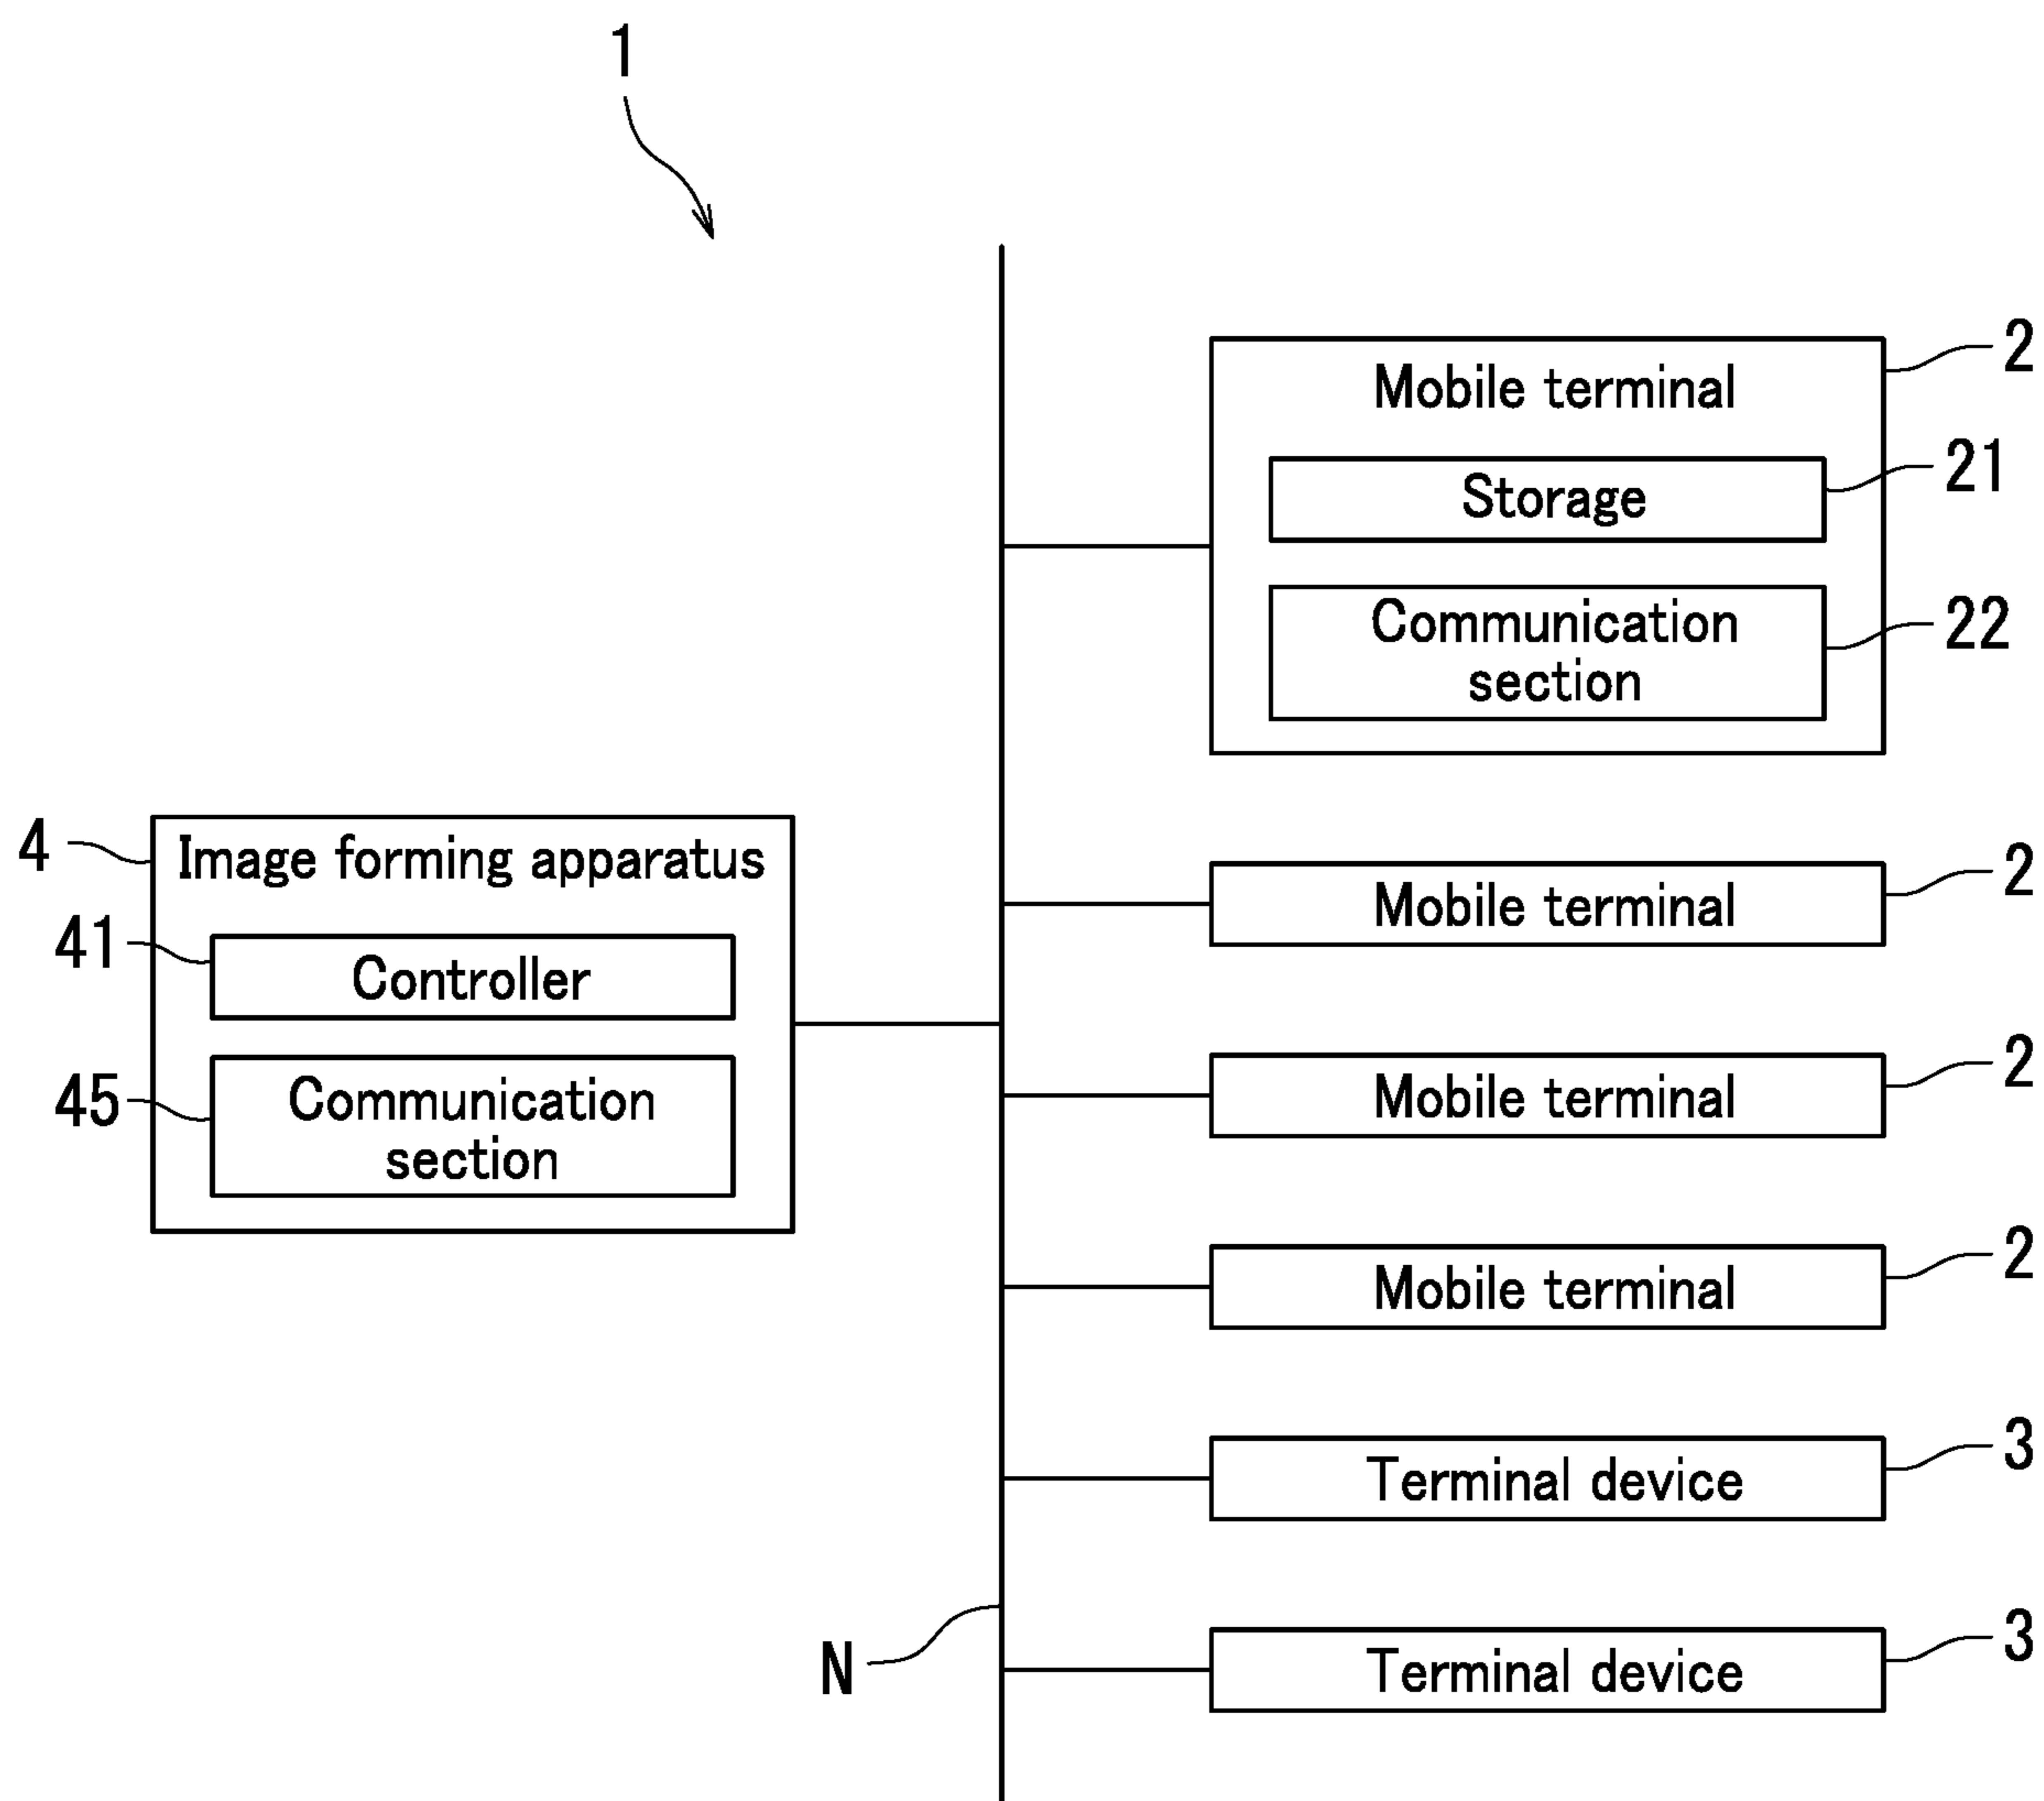 1
Mobile terminal
2
Storage
21
Communication
section
22
4
Image forming apparatus
41
Controller
45
Communication
section
Mobile terminal
2
Mobile terminal
2
Mobile terminal
2
Terminal device
3
N
Terminal device
3